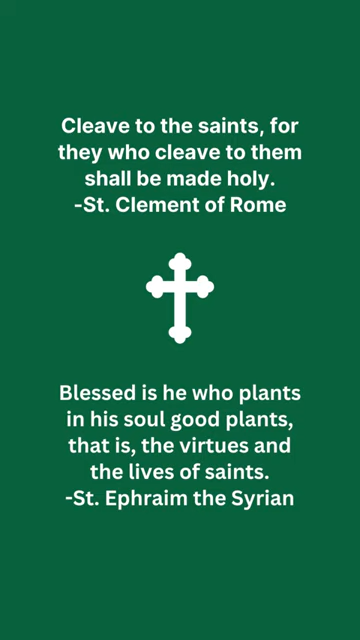 Cleave to the saints, for
they who cleave to them
shall be made holy.
-St. Clement of Rome
Blessed is he who plants
in his soul good plants,
that is, the virtues and
the lives of saints.
-St. Ephraim the Syrian